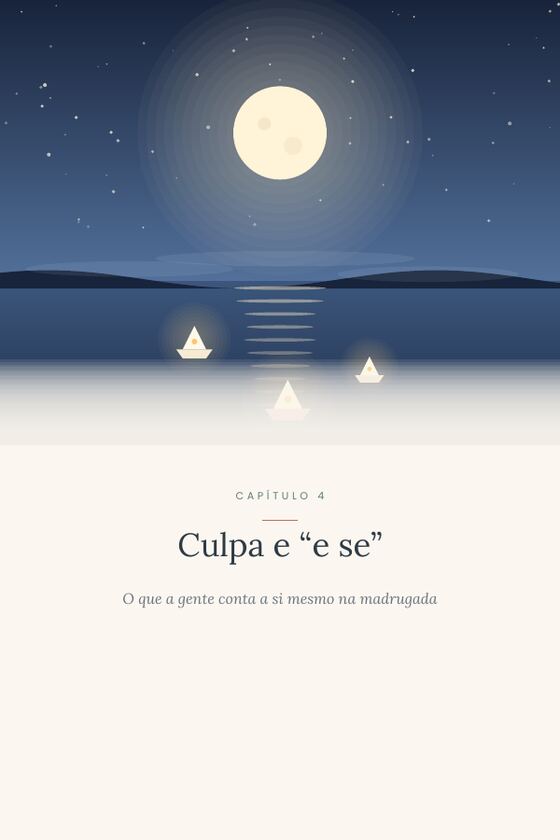 CAPÍTULO 4
Culpa e “e se”
O que a gente conta a si mesmo na madrugada